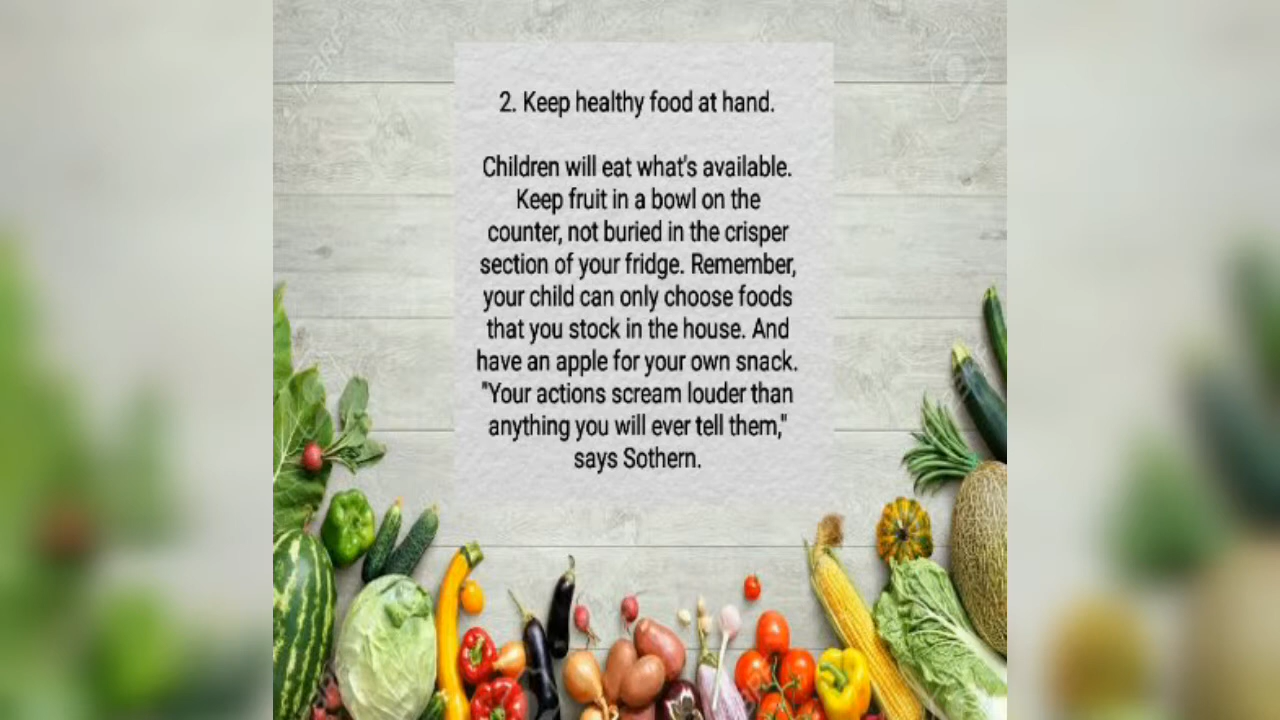 2. Keep healthy food at hand.
Children will eat what's available.
Keep fruit in a bowl on the
counter, not buried in the crisper
section of your fridge. Remember,
your child can only choose foods
that you stock in the house. And
have an apple for your own snack.
"Your actions scream louder than
anything you will ever tell them,"
says Sothern.